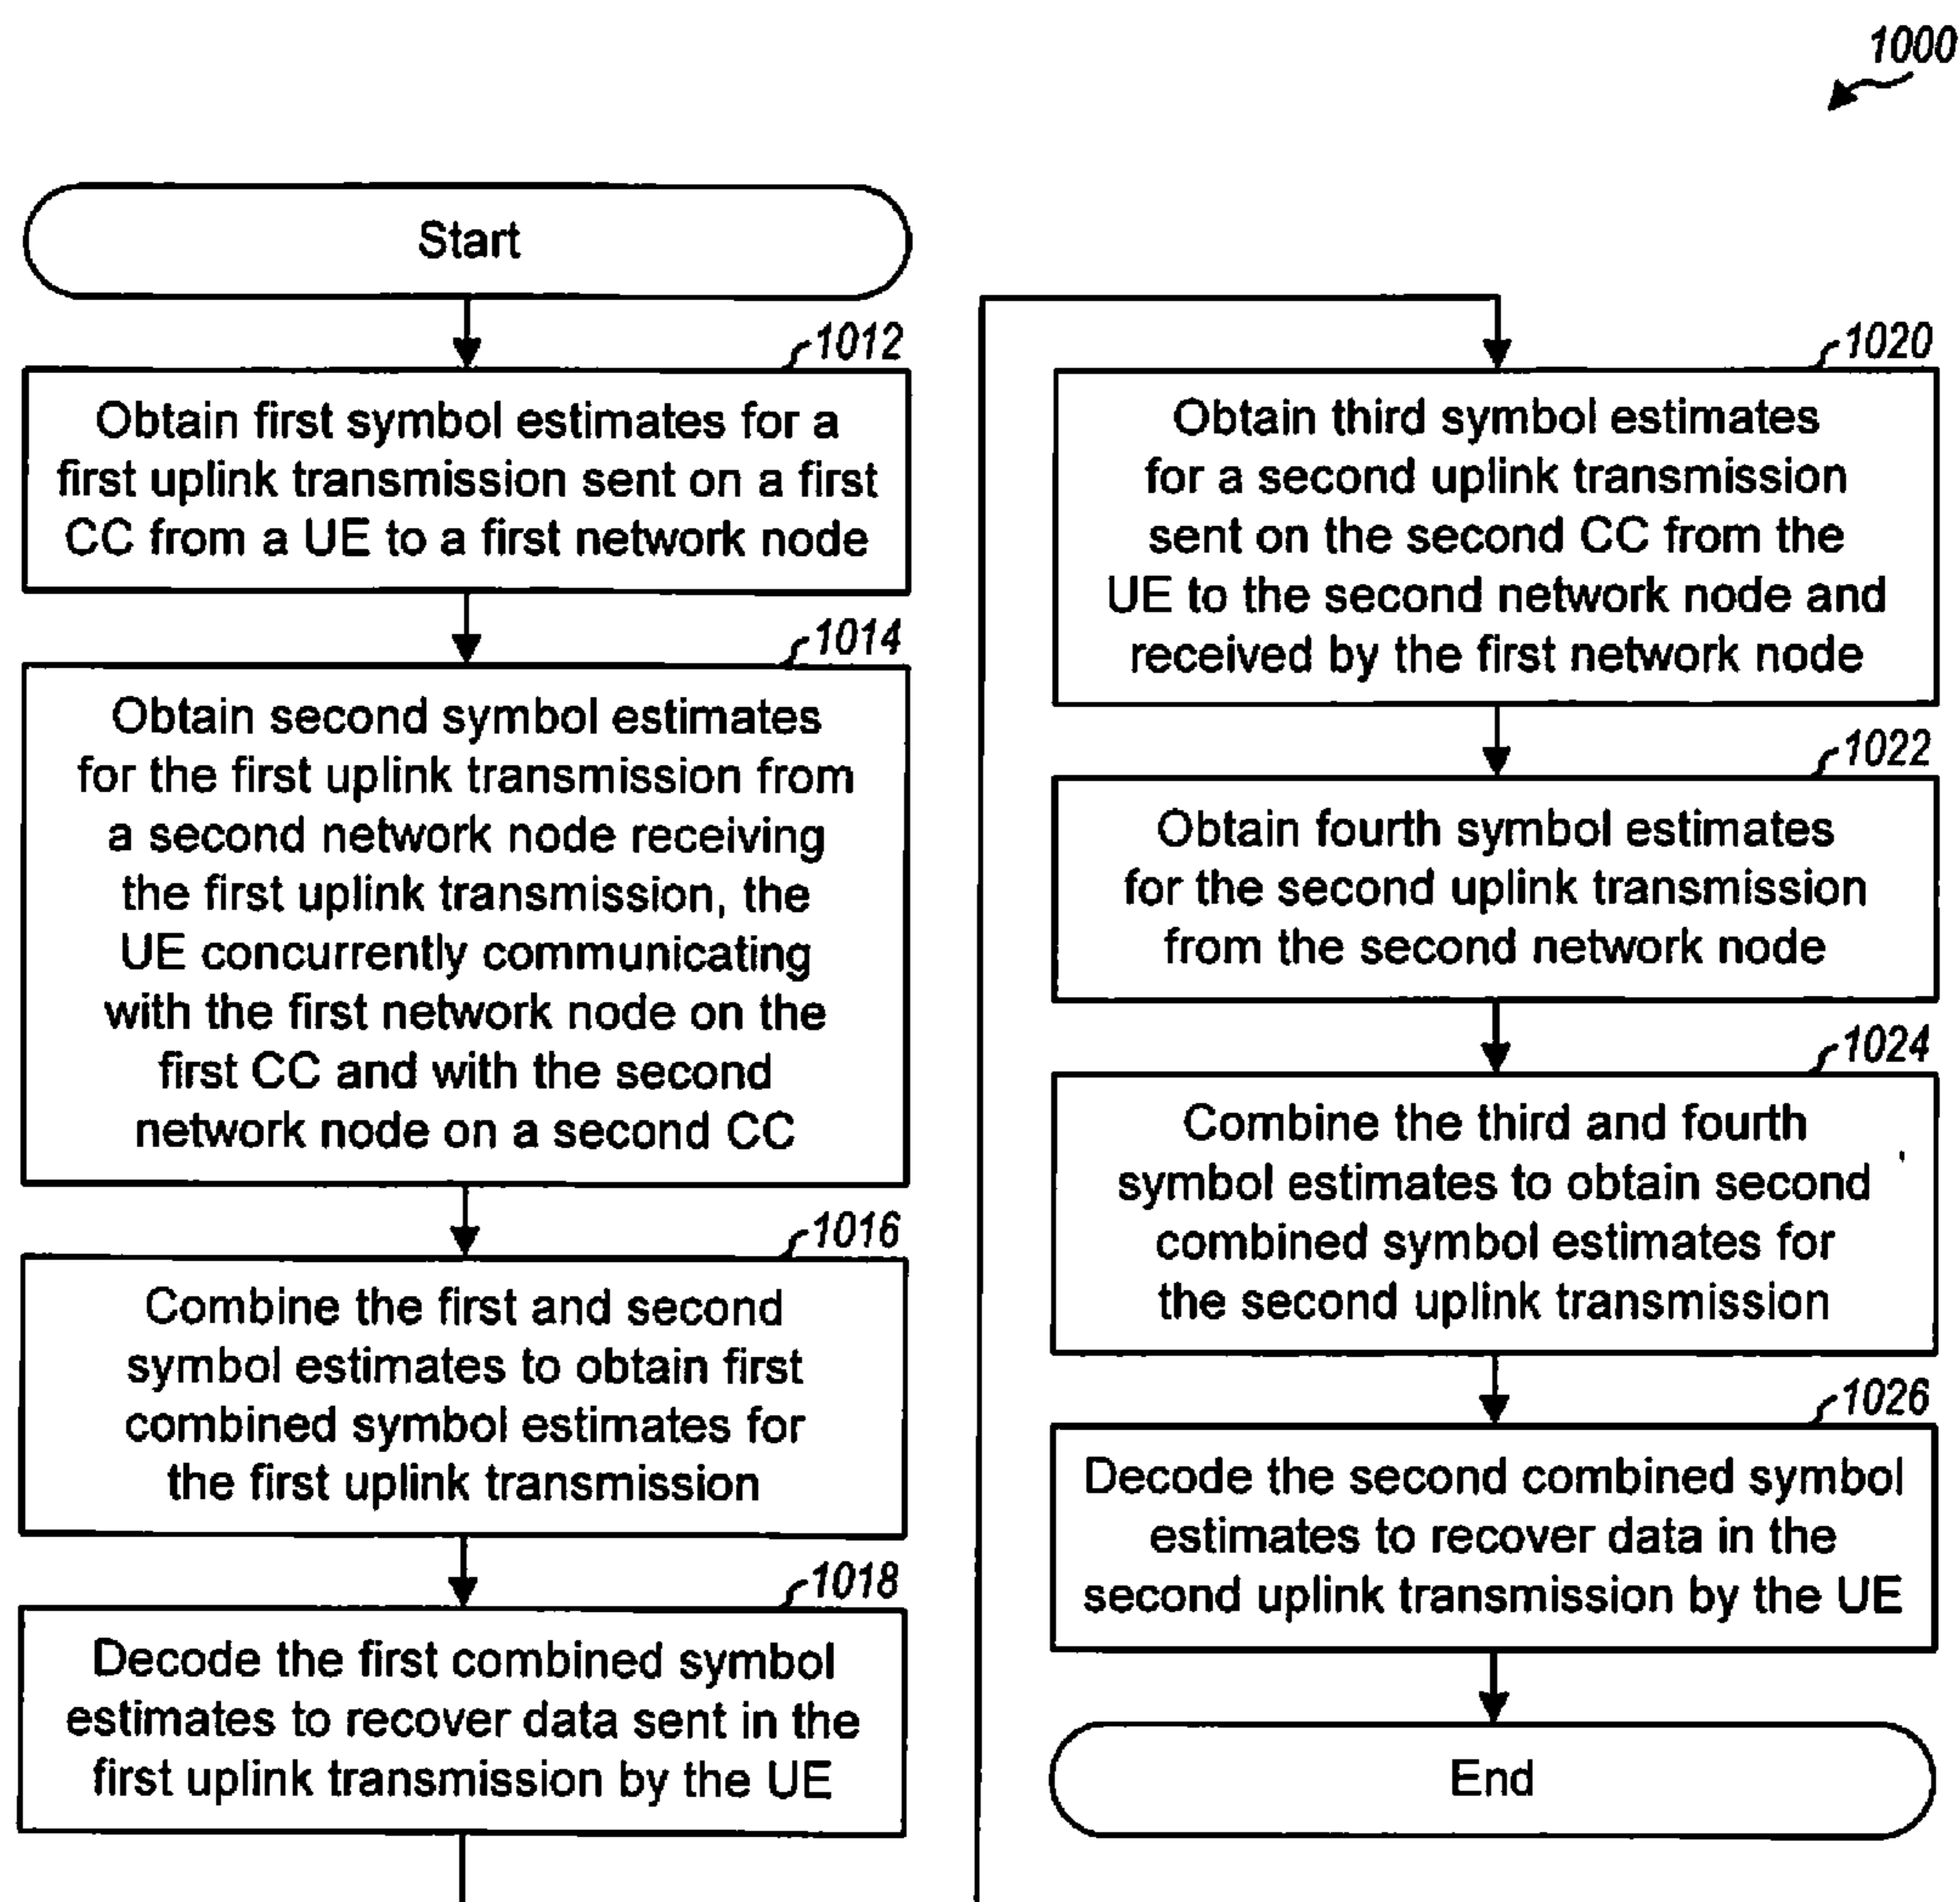 1000
Start
1012
Obtain first symbol estimates for a
first uplink transmission sent on a first
CC from a UE to a first network node
1014
Obtain second symbol estimates
for the first uplink transmission from
a second network node receiving
the first uplink transmission, the
UE concurrently communicating
with the first network node on the
first CC and with the second
network node on a second CC
1016
Combine the first and second
symbol estimates to obtain first
combined symbol estimates for
the first uplink transmission
1018
Decode the first combined symbol
estimates to recover data sent in the
first uplink transmission by the UE
1020
Obtain third symbol estimates
for a second uplink transmission
sent on the second CC from the
UE to the second network node and
received by the first network node
1022
Obtain fourth symbol estimates
for the second uplink transmission
from the second network node
1024
Combine the third and fourth
symbol estimates to obtain second
combined symbol estimates for
the second uplink transmission
1026
Decode the second combined symbol
estimates to recover data in the
second uplink transmission by the UE
End